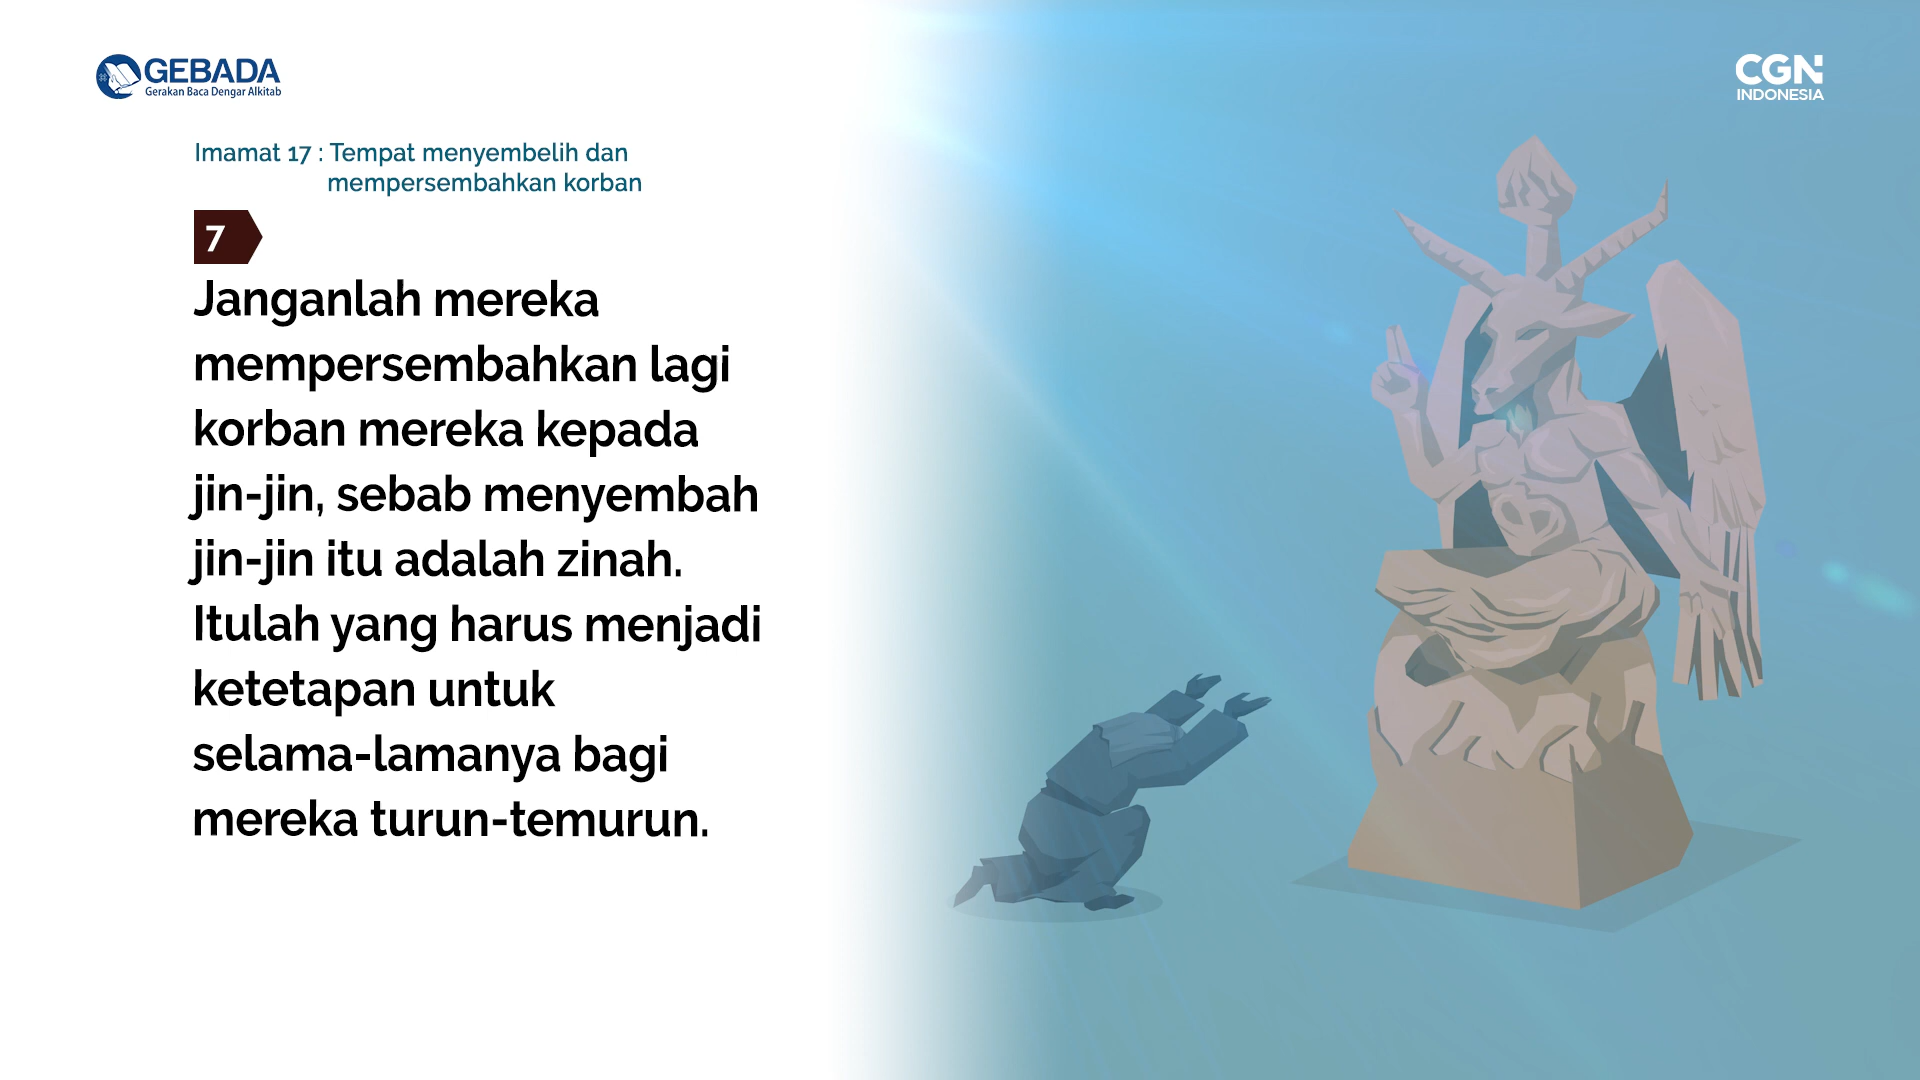 GEBADA
Gerakan Baca Dengar Alkitab
CGN
INDONESIA
Imamat 17 : Tempat menyembelih dan
mempersembahkan korban
7
Janganlah mereka
mempersembahkan lagi
korban mereka kepada
jin-jin, sebab menyembah
jin-jin itu adalah zinah.
Itulah yang harus menjadi
ketetapan untuk
selama-lamanya bagi
mereka turun-temurun.